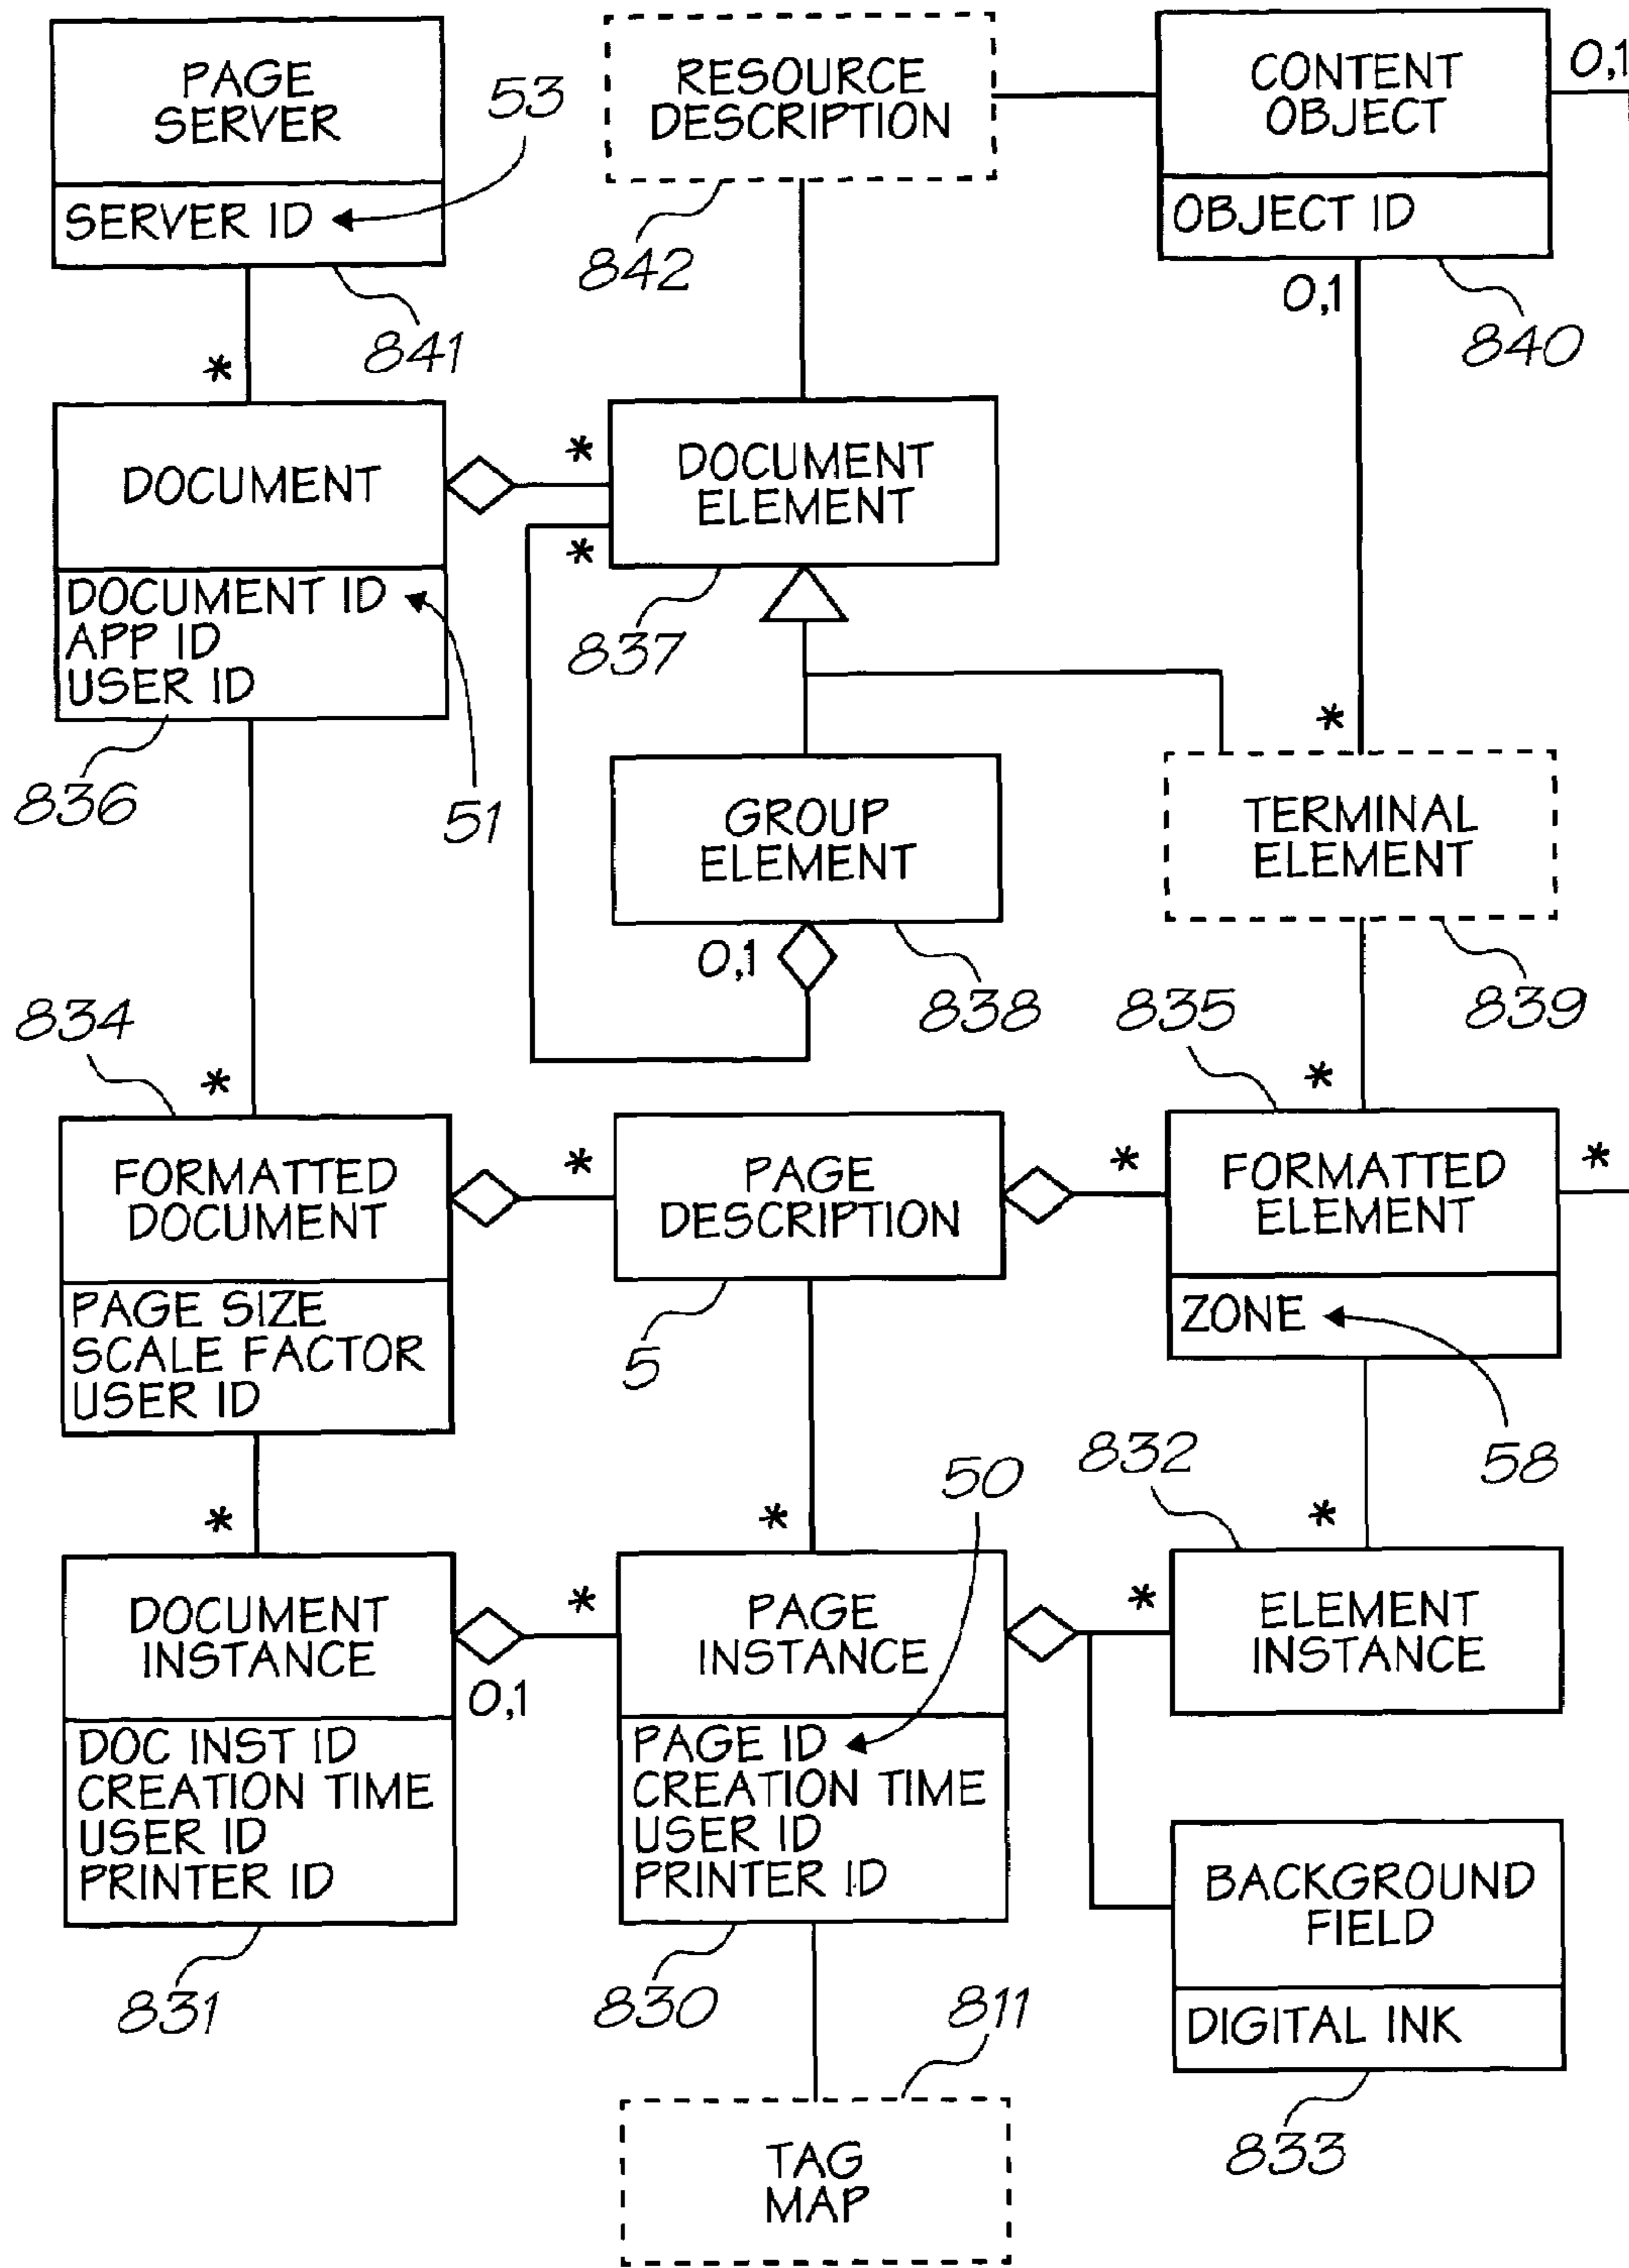 PAGE
SERVER
SERVER ID
53
841
RESOURCE
DESCRIPTION
842
CONTENT
OBJECT
OBJECT ID
0,1
0,1
840
*
DOCUMENT
DOCUMENT ID
APP ID
USER ID
836
51
*
*
DOCUMENT
ELEMENT
837
GROUP
ELEMENT
0,1
838
*
TERMINAL
ELEMENT
839
834
*
FORMATTED
DOCUMENT
PAGE SIZE
SCALE FACTOR
USER ID
*
PAGE
DESCRIPTION
5
835
*
*
FORMATTED
ELEMENT
*
ZONE
58
*
DOCUMENT
INSTANCE
0,1
DOC INST ID
CREATION TIME
USER ID
PRINTER ID
831
*
*
50
PAGE
INSTANCE
PAGE ID
CREATION TIME
USER ID
PRINTER ID
830
832
*
*
ELEMENT
INSTANCE
BACKGROUND
FIELD
DIGITAL INK
833
811
TAG
MAP